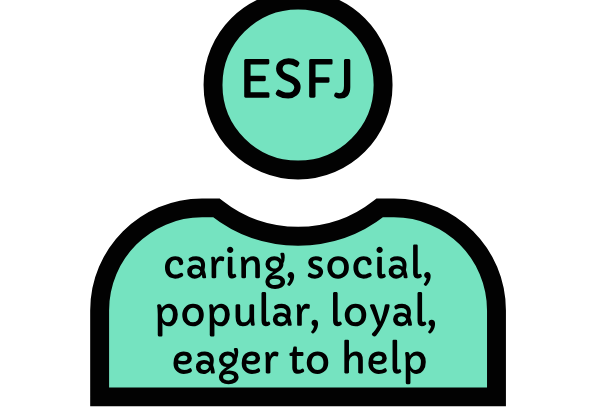 ESFJ
caring, social,
popular, loyal,
eager to help